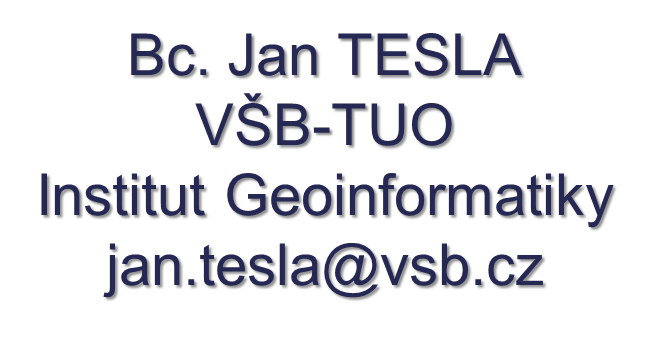 Bc. Jan TESLA
VŠB-TUO
Institut Geoinformatiky
jan.tesla@vsb.cz